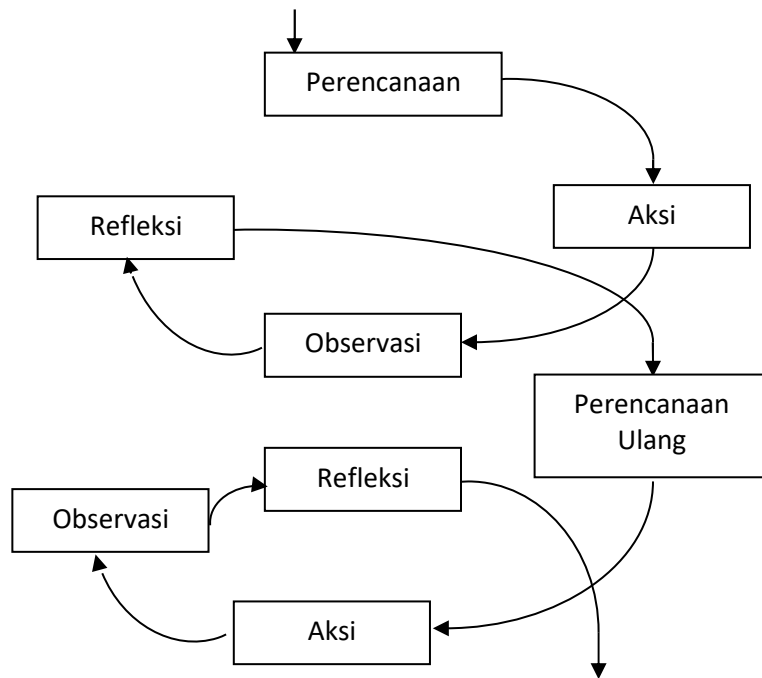 Perencanaan
Aksi
Refleksi
Observasi
Perencanaan
Ulang
Refleksi
Observasi
Aksi